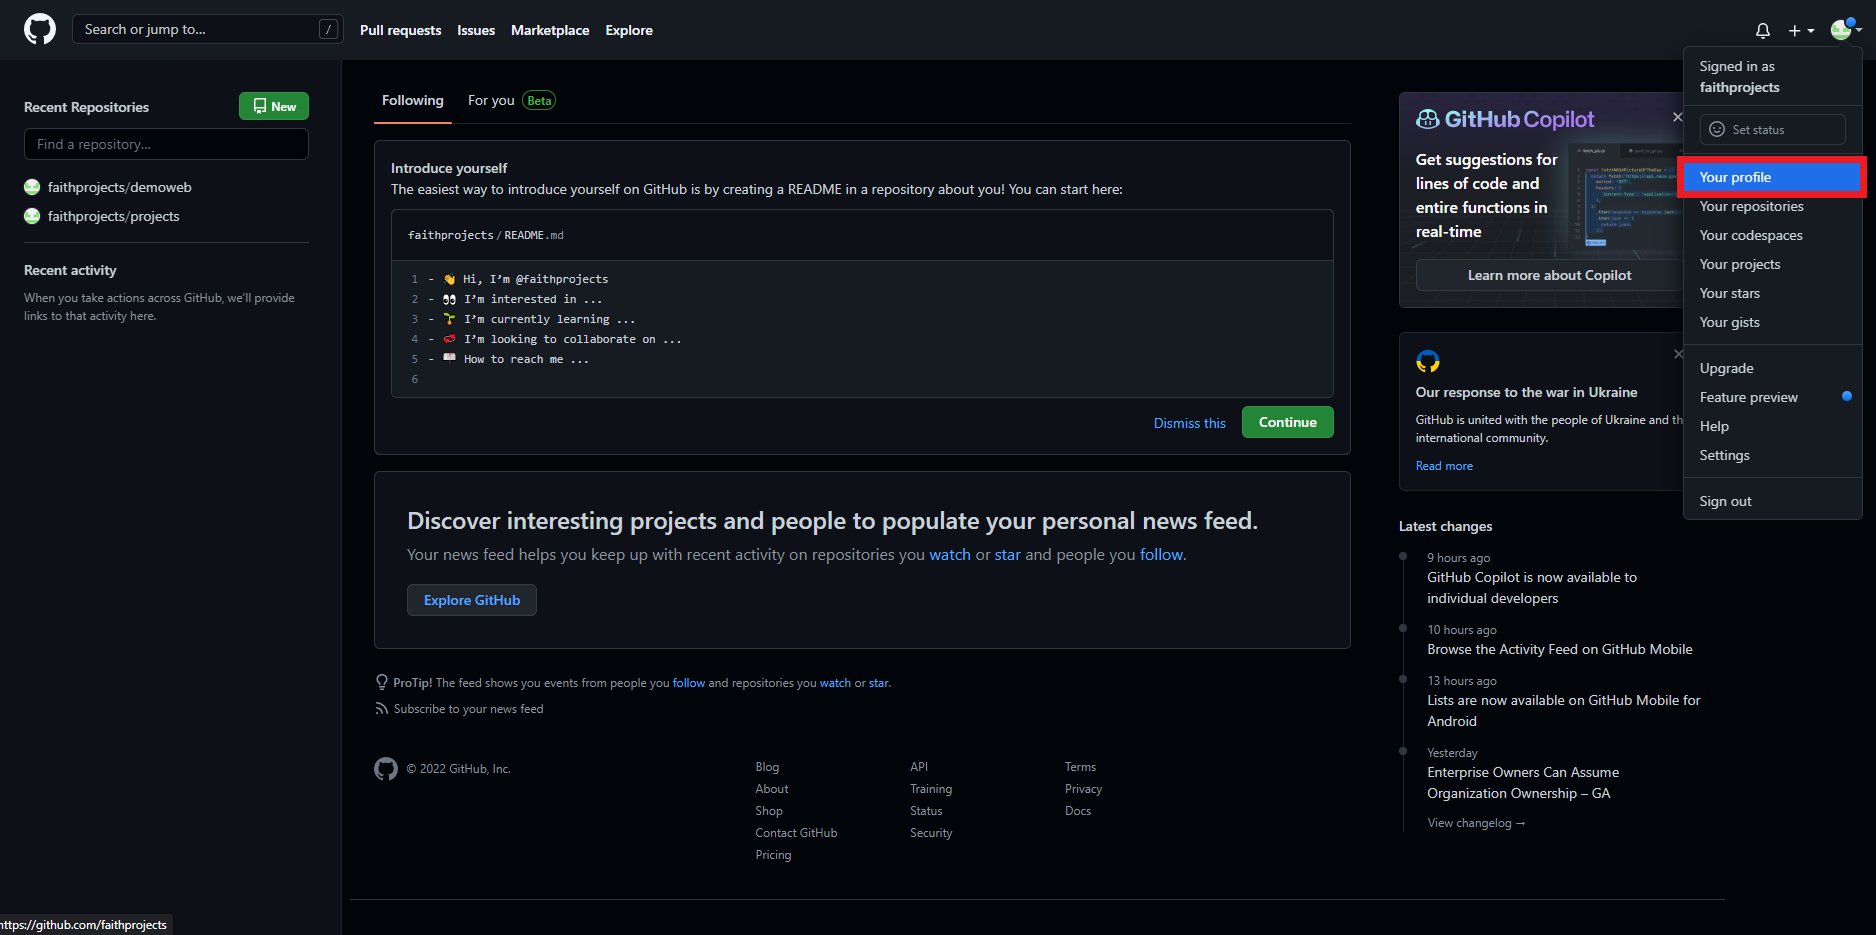 Search or jump to...
/
Pull requests
Issues
Marketplace
Explore
Recent Repositories
New
Find a repository...
faithprojects/demoweb
faithprojects/projects
Recent activity
When you take actions across GitHub, we'll provide
links to that activity here.
Following
For you
Beta
Introduce yourself
The easiest way to introduce yourself on GitHub is by creating a README in a repository about you! You can start here:
faithprojects/README.md
1 - 👋 Hi, I'm @faithprojects
2 - 👀 I'm interested in ...
3 - 🌱 I'm currently learning ...
4 - 💞️ I'm looking to collaborate on ...
5 - 📫 How to reach me ...
6
Dismiss this
Continue
Discover interesting projects and people to populate your personal news feed.
Your news feed helps you keep up with recent activity on repositories you watch or star and people you follow.
Explore GitHub
ProTip! The feed shows you events from people you follow and repositories you watch or star.
Subscribe to your news feed
© 2022 GitHub, Inc.
Blog
About
Shop
Contact GitHub
Pricing
API
Training
Status
Security
Terms
Privacy
Docs
GitHub Copilot
Get suggestions for
lines of code and
entire functions in
real-time
Learn more about Copilot
Our response to the war in Ukraine
GitHub is united with the people of Ukraine and th
international community.
Read more
Latest changes
9 hours ago
GitHub Copilot is now available to
individual developers
10 hours ago
Browse the Activity Feed on GitHub Mobile
13 hours ago
Lists are now available on GitHub Mobile for
Android
Yesterday
Enterprise Owners Can Assume
Organization Ownership – GA
View changelog →
Signed in as
faithprojects
Set status
Your profile
Your repositories
Your codespaces
Your projects
Your stars
Your gists
Upgrade
Feature preview
Help
Settings
Sign out
https://github.com/faithprojects